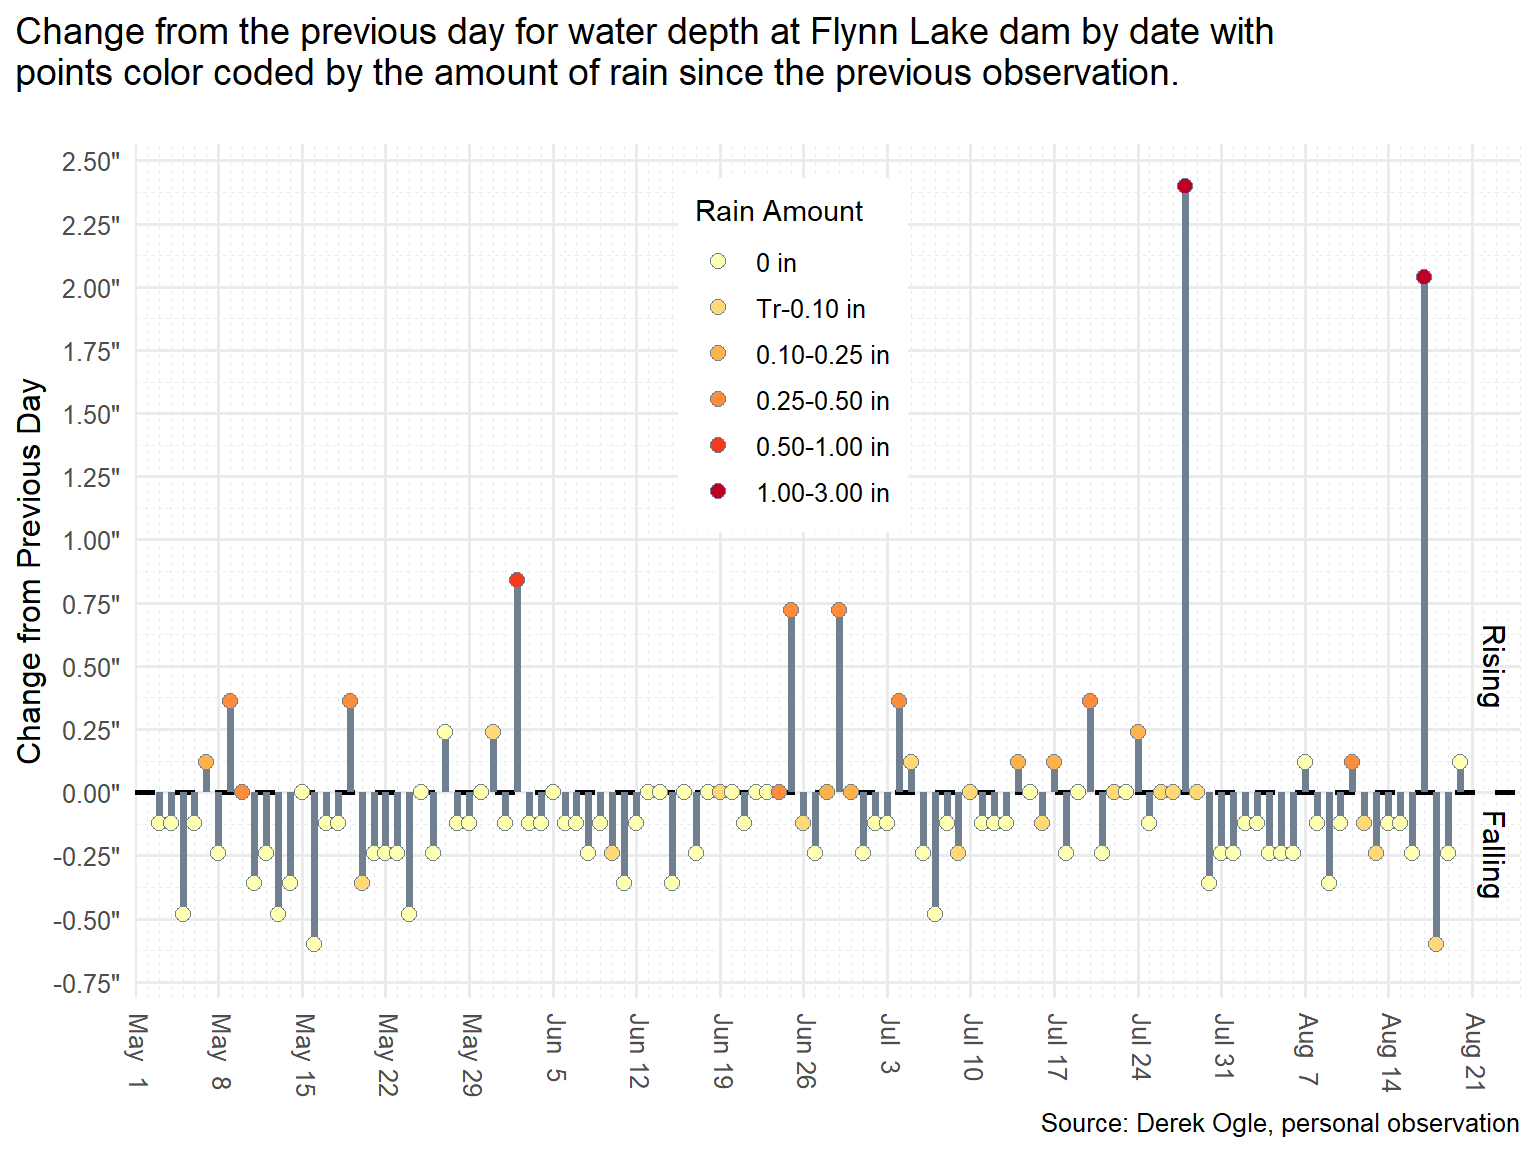 Change from the previous day for water depth at Flynn Lake dam by date with
points color coded by the amount of rain since the previous observation.
Change from Previous Day
2.50"
2.25"
2.00"
1.75"
1.50"
1.25"
1.00"
0.75"
0.50"
0.25"
0.00"
-0.25"
-0.50"
-0.75"
Rain Amount
0 in
Tr-0.10 in
0.10-0.25 in
0.25-0.50 in
0.50-1.00 in
1.00-3.00 in
Rising
Falling
May 1
May 8
May 15
May 22
May 29
Jun 5
Jun 12
Jun 19
Jun 26
Jul 3
Jul 10
Jul 17
Jul 24
Jul 31
Aug 7
Aug 14
Aug 21
Source: Derek Ogle, personal observation